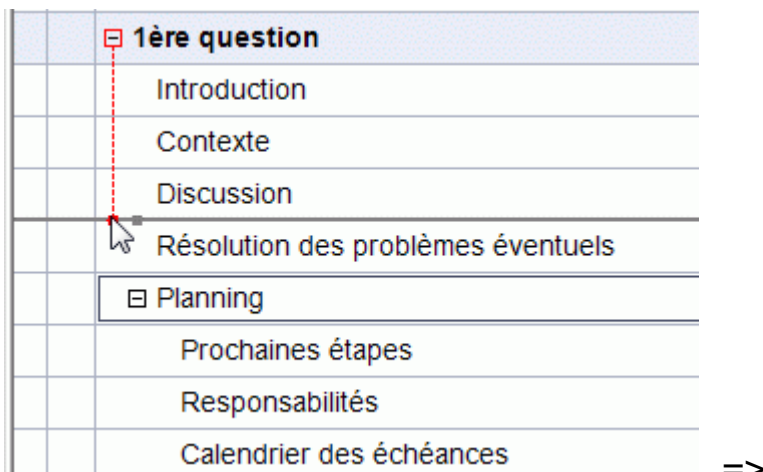 1ère question
Introduction
Contexte
Discussion
Résolution des problèmes éventuels
Planning
Prochaines étapes
Responsabilités
Calendrier des échéances
=>